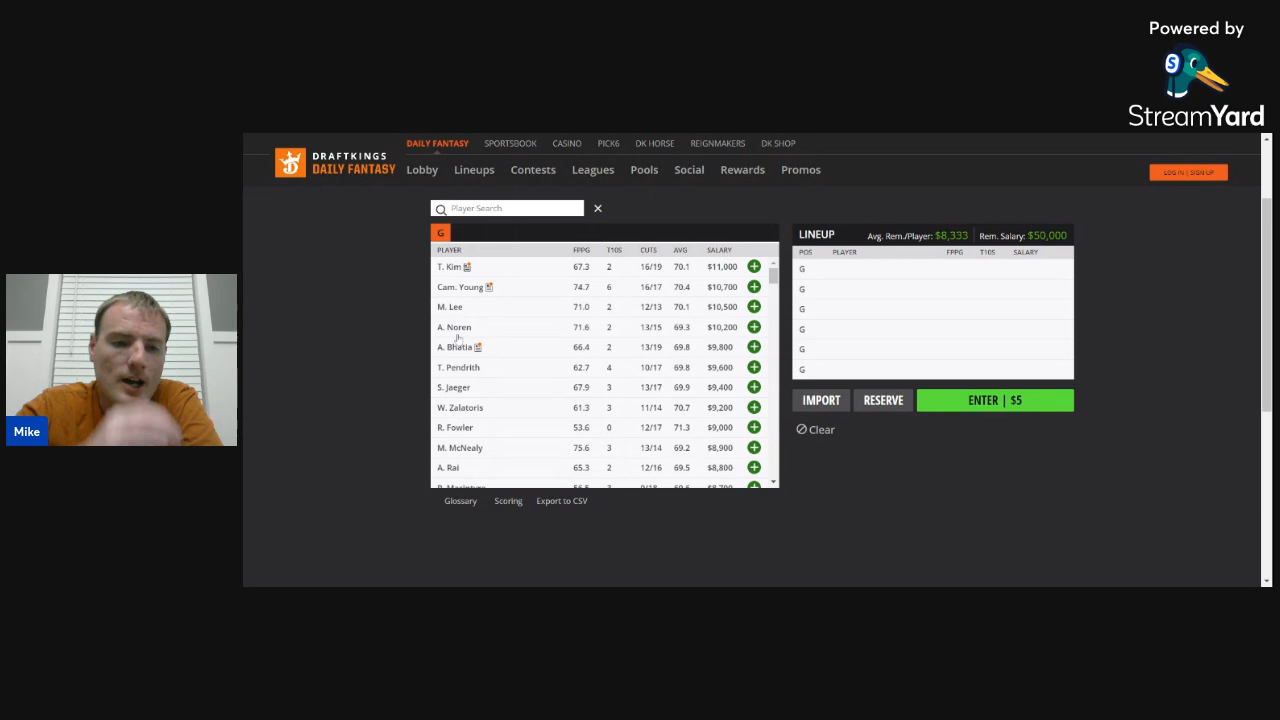 Powered by
StreamYard
DRAFTKINGS
DAILY FANTASY
DAILY FANTASY SPORTSBOOK CASINO PICK6 DK HORSE REIGNMAKERS DK SHOP
Lobby Lineups Contests Leagues Pools Social Rewards Promos
LOG IN | SIGN UP
Player Search
G
PLAYER FPPG T10S CUTS AVG SALARY
T. Kim 67.3 2 16/19 70.1 $11,000
Cam. Young 74.7 6 16/17 70.4 $10,700
M. Lee 71.0 2 12/13 70.1 $10,500
A. Noren 71.6 2 13/15 69.3 $10,200
A. Bhatia 66.4 2 13/19 69.8 $9,800
T. Pendrith 62.7 4 10/17 69.8 $9,600
S. Jaeger 67.9 3 13/17 69.9 $9,400
W. Zalatoris 61.3 3 11/14 70.7 $9,200
R. Fowler 53.6 0 12/17 71.3 $9,000
M. McNealy 75.6 3 13/14 69.2 $8,900
A. Rai 65.3 2 12/16 69.5 $8,800
Glossary Scoring Export to CSV
LINEUP Avg. Rem./Player: $8,333 Rem. Salary: $50,000
POS PLAYER FPPG T10S SALARY
G
G
G
G
G
G
IMPORT RESERVE ENTER | $5
Clear
Mike